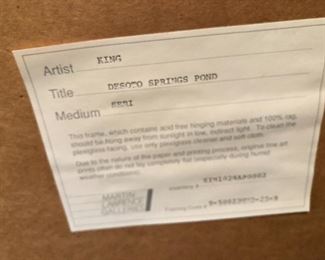 Artist KING
Title DESOTO SPRINGS POND
Medium SERI
This frame, which contains acid free hinging materials and 100% rag,
should be hung away from sunlight in low, indirect light. To clean the
plexiglass facing, use only plexiglass cleaner and soft cloth.
Due to the nature of the paper and printing process, original fine art
prints often do not lay completely flat (especially during humid
weather conditions).
Inventory #
MARTIN
LAWRENCE
GALLERIES
Framing Code #